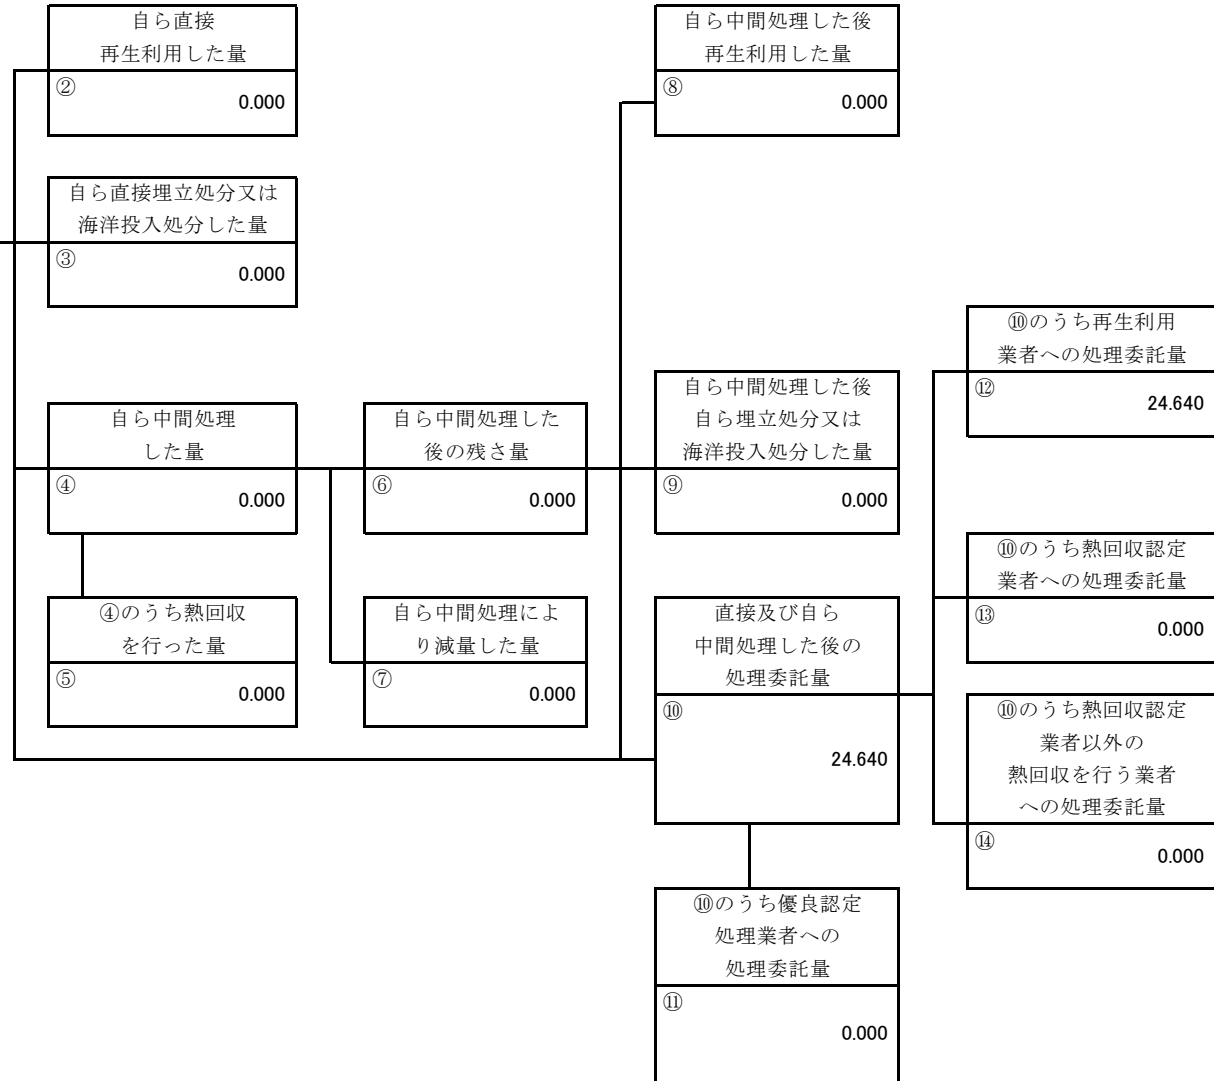 自ら直接
再生利用した量
②
0.000
自ら中間処理した後
再生利用した量
⑧
0.000
自ら直接埋立処分又は
海洋投入処分した量
③
0.000
⑩のうち再生利用
業者への処理委託量
⑫
24.640
自ら中間処理
した量
④
0.000
自ら中間処理した
後の残さ量
⑥
0.000
自ら中間処理した後
自ら埋立処分又は
海洋投入処分した量
⑨
0.000
⑩のうち熱回収認定
業者への処理委託量
⑬
0.000
④のうち熱回収
を行った量
⑤
0.000
自ら中間処理によ
り減量した量
⑦
0.000
直接及び自ら
中間処理した後の
処理委託量
⑩
24.640
⑩のうち熱回収認定
業者以外の
熱回収を行う業者
への処理委託量
⑭
0.000
⑩のうち優良認定
処理業者への
処理委託量
⑪
0.000